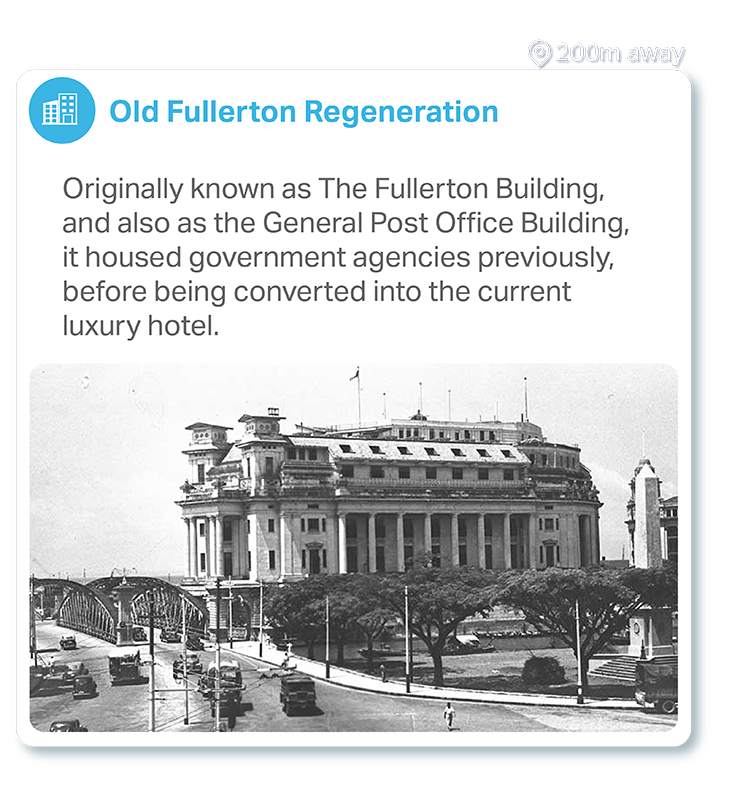 200m away
Old Fullerton Regeneration
Originally known as The Fullerton Building,
and also as the General Post Office Building,
it housed government agencies previously,
before being converted into the current
luxury hotel.